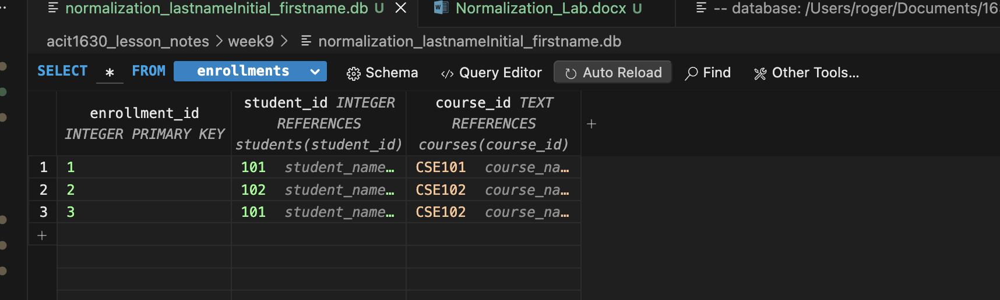 normalization_lastnameInitial_firstname.db U
Normalization_Lab.docx U
-- database: /Users/roger/Documents/16
acit1630_lesson_notes > week9 > normalization_lastnameInitial_firstname.db
SELECT * FROM enrollments Schema Query Editor Auto Reload Find Other Tools...
enrollment_id
INTEGER PRIMARY KEY
student_id INTEGER
REFERENCES
students(student_id)
course_id TEXT
REFERENCES
courses(course_id)
+
1 1 101 student_name… CSE101 course_na…
2 2 102 student_name… CSE102 course_na…
3 3 101 student_name… CSE102 course_na…
+